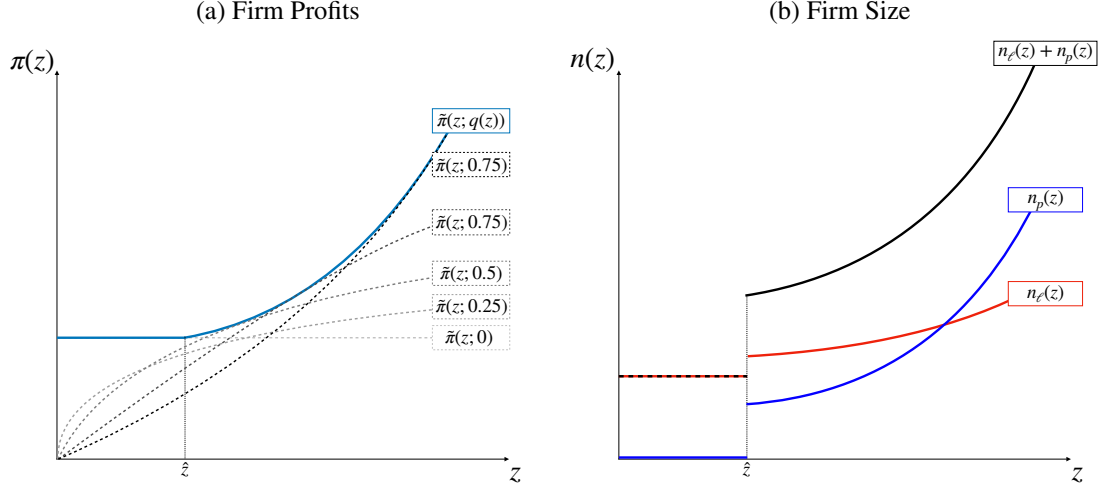 (a) Firm Profits
π(z)
π̃(z; q(z))
π̃(z; 0.75)
π̃(z; 0.75)
π̃(z; 0.5)
π̃(z; 0.25)
π̃(z; 0)
ẑ
z
(b) Firm Size
n(z)
nₗ(z) + nₚ(z)
nₚ(z)
nₗ(z)
ẑ
z